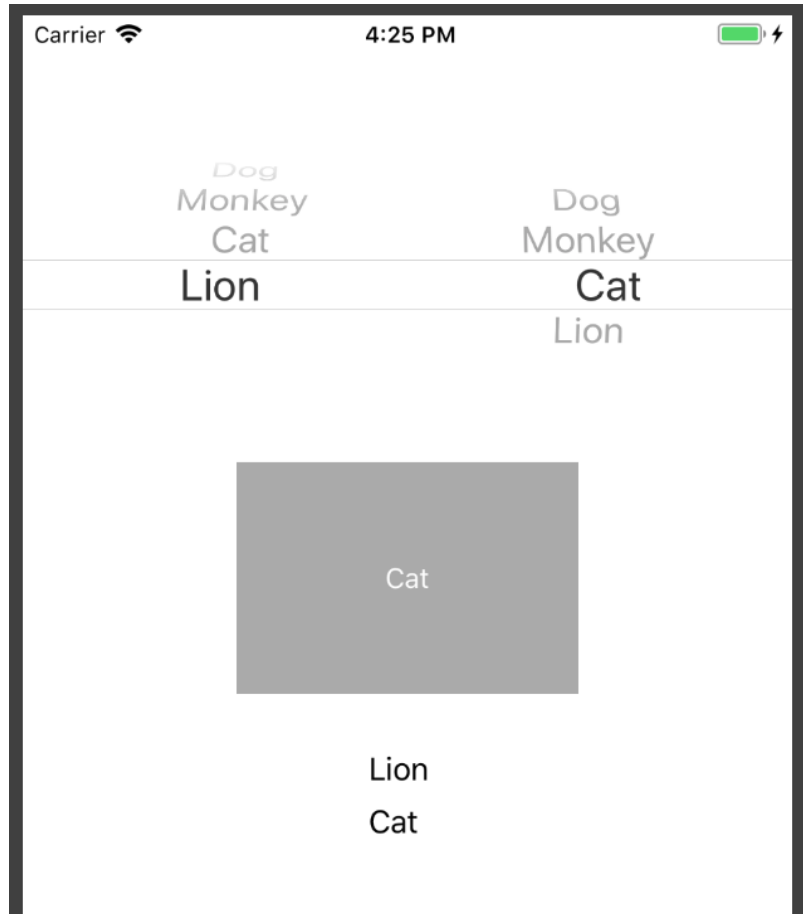 Carrier 4:25 PM
Dog
Monkey Dog
Cat Monkey
Lion Cat
Lion
Cat
Lion
Cat